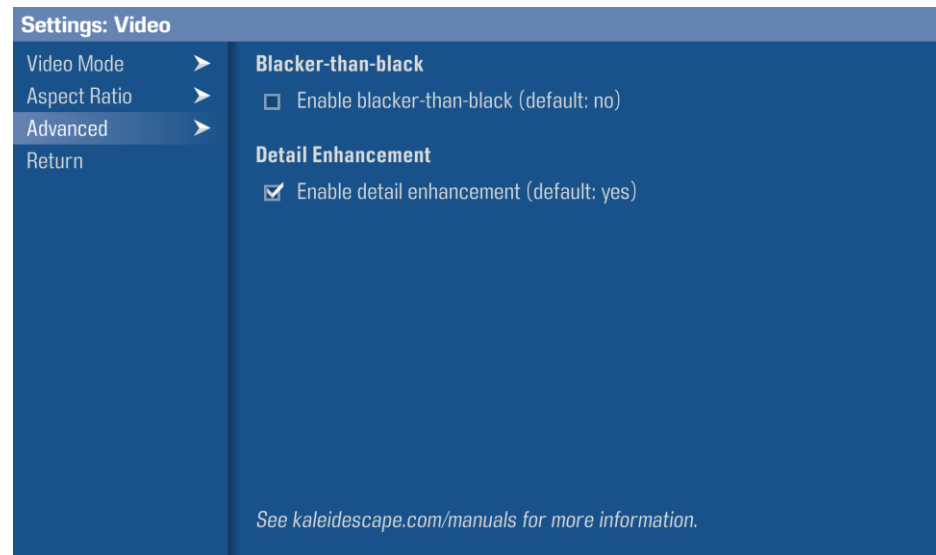 Settings: Video
Video Mode
Aspect Ratio
Advanced
Return
Blacker-than-black
Enable blacker-than-black (default: no)
Detail Enhancement
Enable detail enhancement (default: yes)
See kaleidescape.com/manuals for more information.